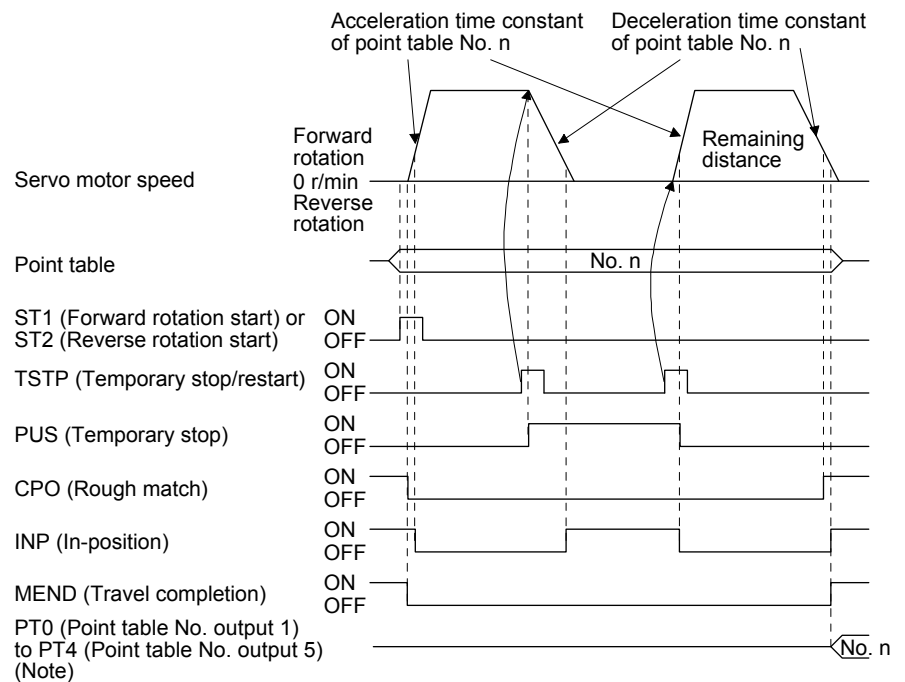 Acceleration time constant
of point table No. n
Deceleration time constant
of point table No. n
Forward
rotation
0 r/min
Reverse
rotation
Servo motor speed
Remaining
distance
Point table
No. n
ST1 (Forward rotation start) or
ST2 (Reverse rotation start)
ON
OFF
TSTP (Temporary stop/restart)
ON
OFF
PUS (Temporary stop)
ON
OFF
CPO (Rough match)
ON
OFF
INP (In-position)
ON
OFF
MEND (Travel completion)
ON
OFF
PT0 (Point table No. output 1)
to PT4 (Point table No. output 5)
(Note)
No. n